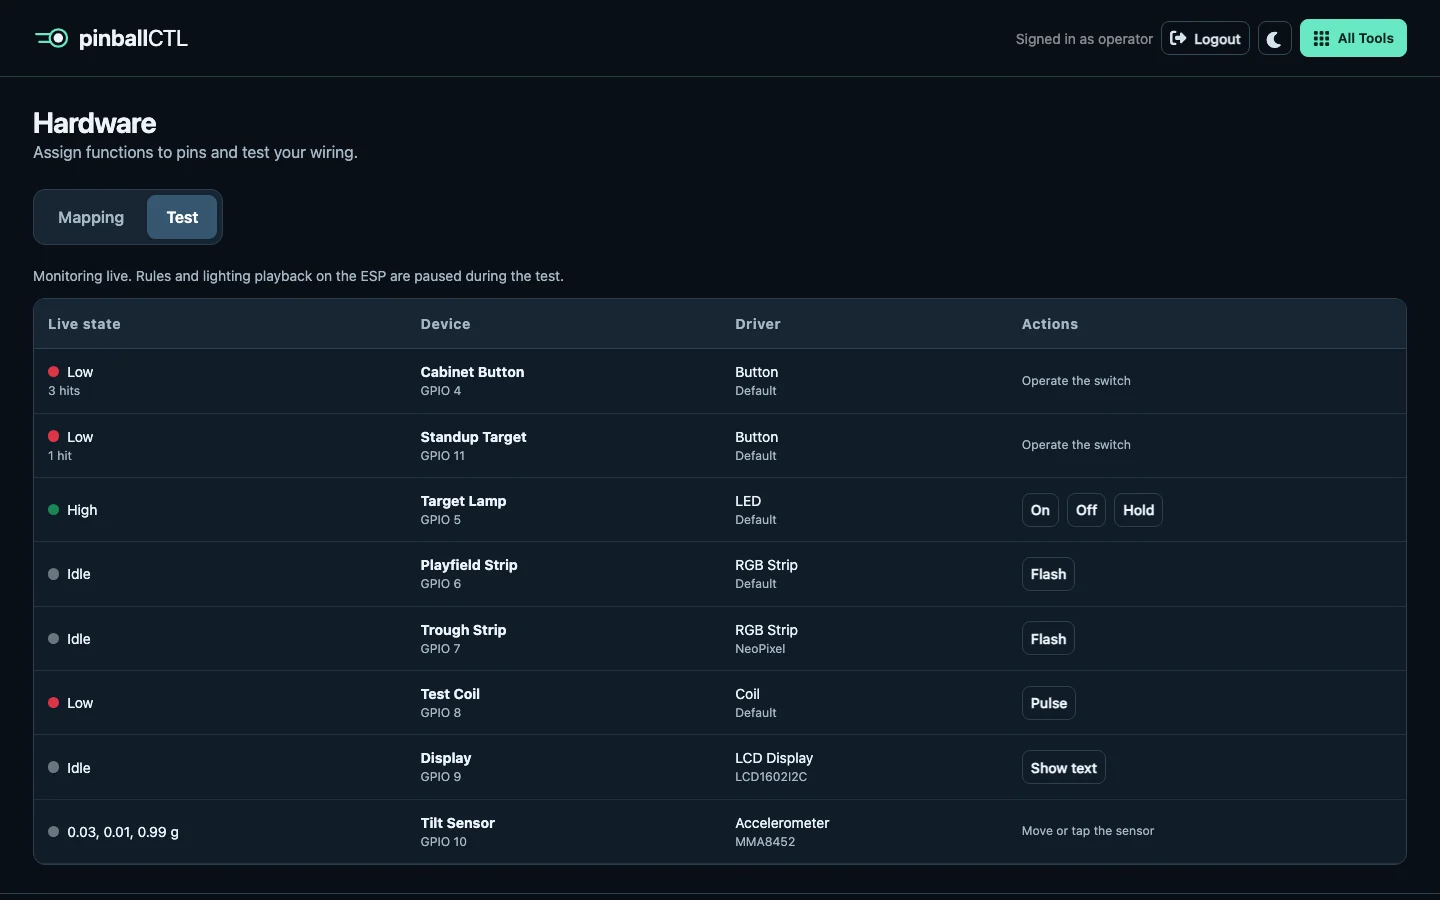 pinballCTL
Signed in as operator
Logout
All Tools
Hardware
Assign functions to pins and test your wiring.
Mapping
Test
Monitoring live. Rules and lighting playback on the ESP are paused during the test.
Live state
Device
Driver
Actions
Low
3 hits
Cabinet Button
GPIO 4
Button
Default
Operate the switch
Low
1 hit
Standup Target
GPIO 11
Button
Default
Operate the switch
High
Target Lamp
GPIO 5
LED
Default
On
Off
Hold
Idle
Playfield Strip
GPIO 6
RGB Strip
Default
Flash
Idle
Trough Strip
GPIO 7
RGB Strip
NeoPixel
Flash
Low
Test Coil
GPIO 8
Coil
Default
Pulse
Idle
Display
GPIO 9
LCD Display
LCD1602I2C
Show text
0.03, 0.01, 0.99 g
Tilt Sensor
GPIO 10
Accelerometer
MMA8452
Move or tap the sensor